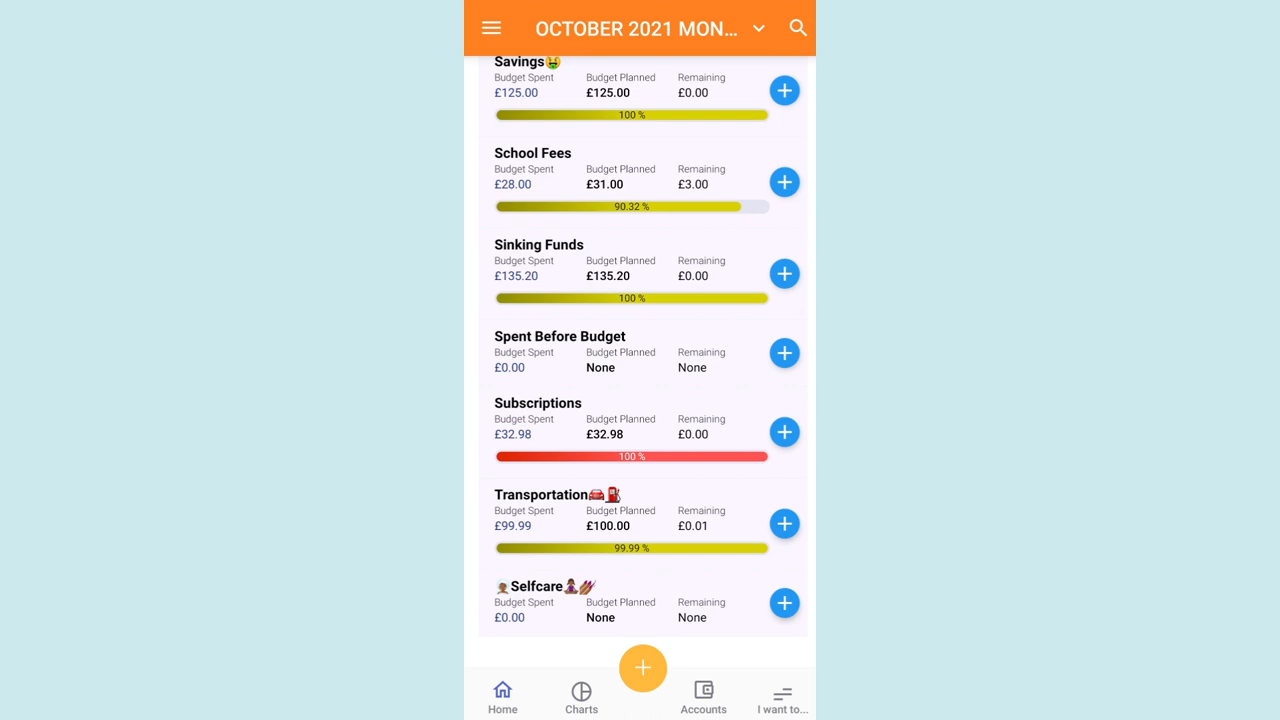 OCTOBER 2021 MON...
Savings🤑
Budget Spent Budget Planned Remaining
£125.00 £125.00 £0.00
100 %
School Fees
Budget Spent Budget Planned Remaining
£28.00 £31.00 £3.00
90.32 %
Sinking Funds
Budget Spent Budget Planned Remaining
£135.20 £135.20 £0.00
100 %
Spent Before Budget
Budget Spent Budget Planned Remaining
£0.00 None None
Subscriptions
Budget Spent Budget Planned Remaining
£32.98 £32.98 £0.00
100 %
Transportation🚗⛽
Budget Spent Budget Planned Remaining
£99.99 £100.00 £0.01
99.99 %
Selfcare
Budget Spent Budget Planned Remaining
£0.00 None None
Home Charts Accounts I want to...